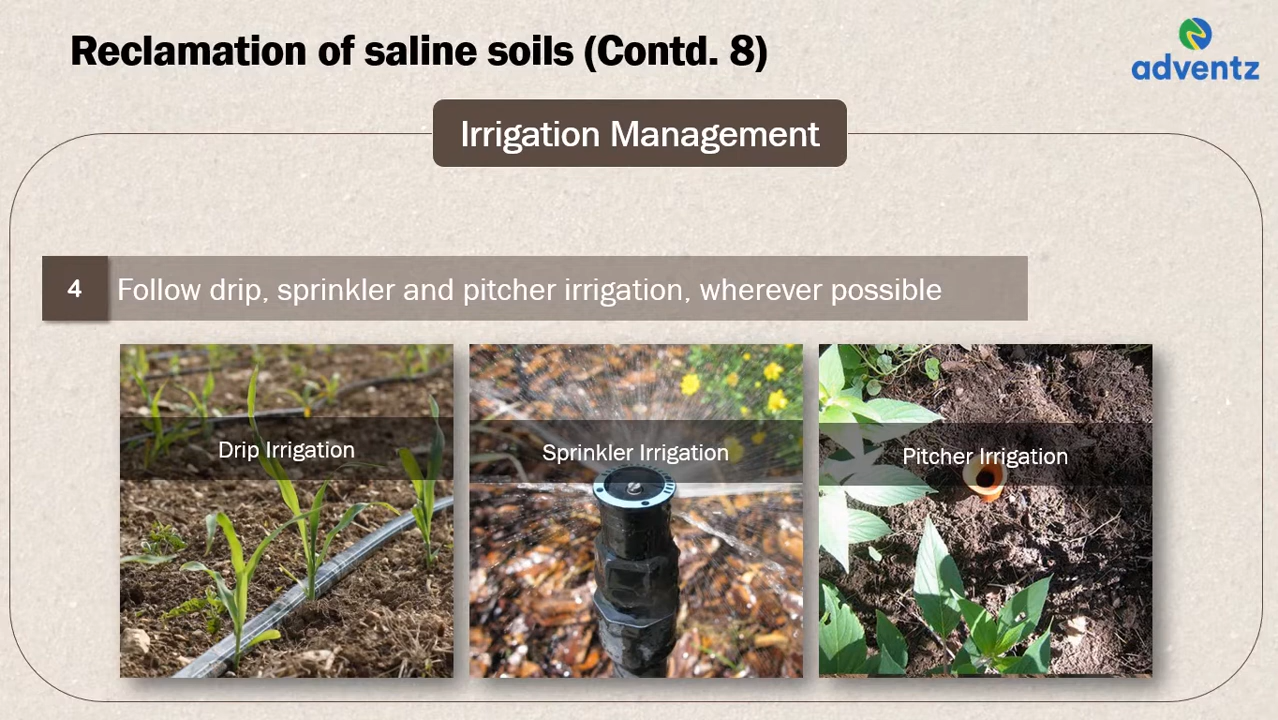 Reclamation of saline soils (Contd. 8)
adventz
Irrigation Management
4
Follow drip, sprinkler and pitcher irrigation, wherever possible
Drip Irrigation
Sprinkler Irrigation
Pitcher Irrigation